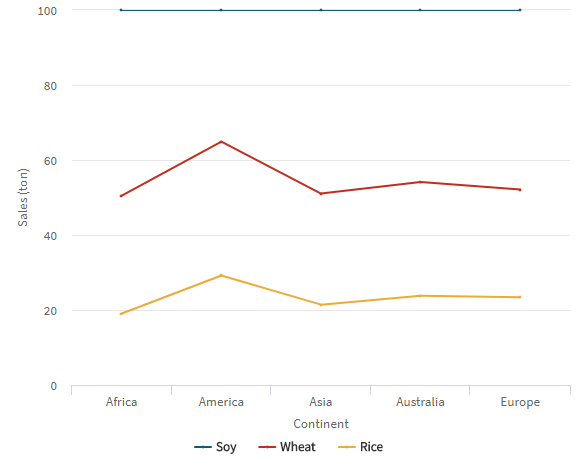 100
80
60
40
20
0
Sales (ton)
Africa America Asia Australia Europe
Continent
Soy Wheat Rice